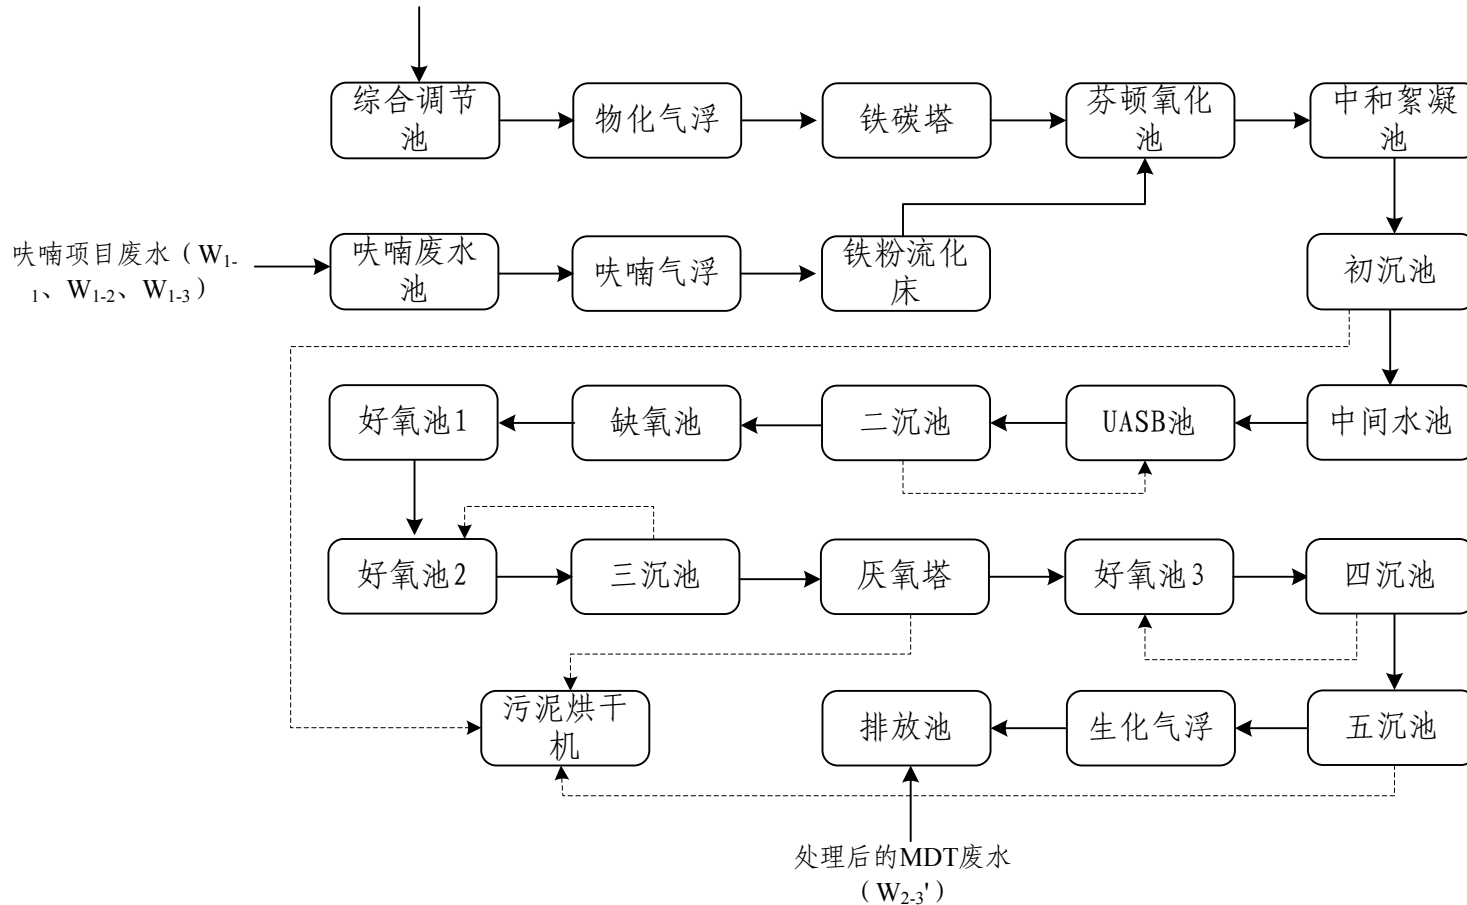 综合调节
池
物化气浮
铁碳塔
芬顿氧化
池
中和絮凝
池
呋喃项目废水（W1-
1、W1-2、W1-3）
呋喃废水
池
呋喃气浮
铁粉流化
床
初沉池
好氧池1
缺氧池
二沉池
UASB池
中间水池
好氧池2
三沉池
厌氧塔
好氧池3
四沉池
污泥烘干
机
排放池
生化气浮
五沉池
处理后的MDT废水
（W2-3'）